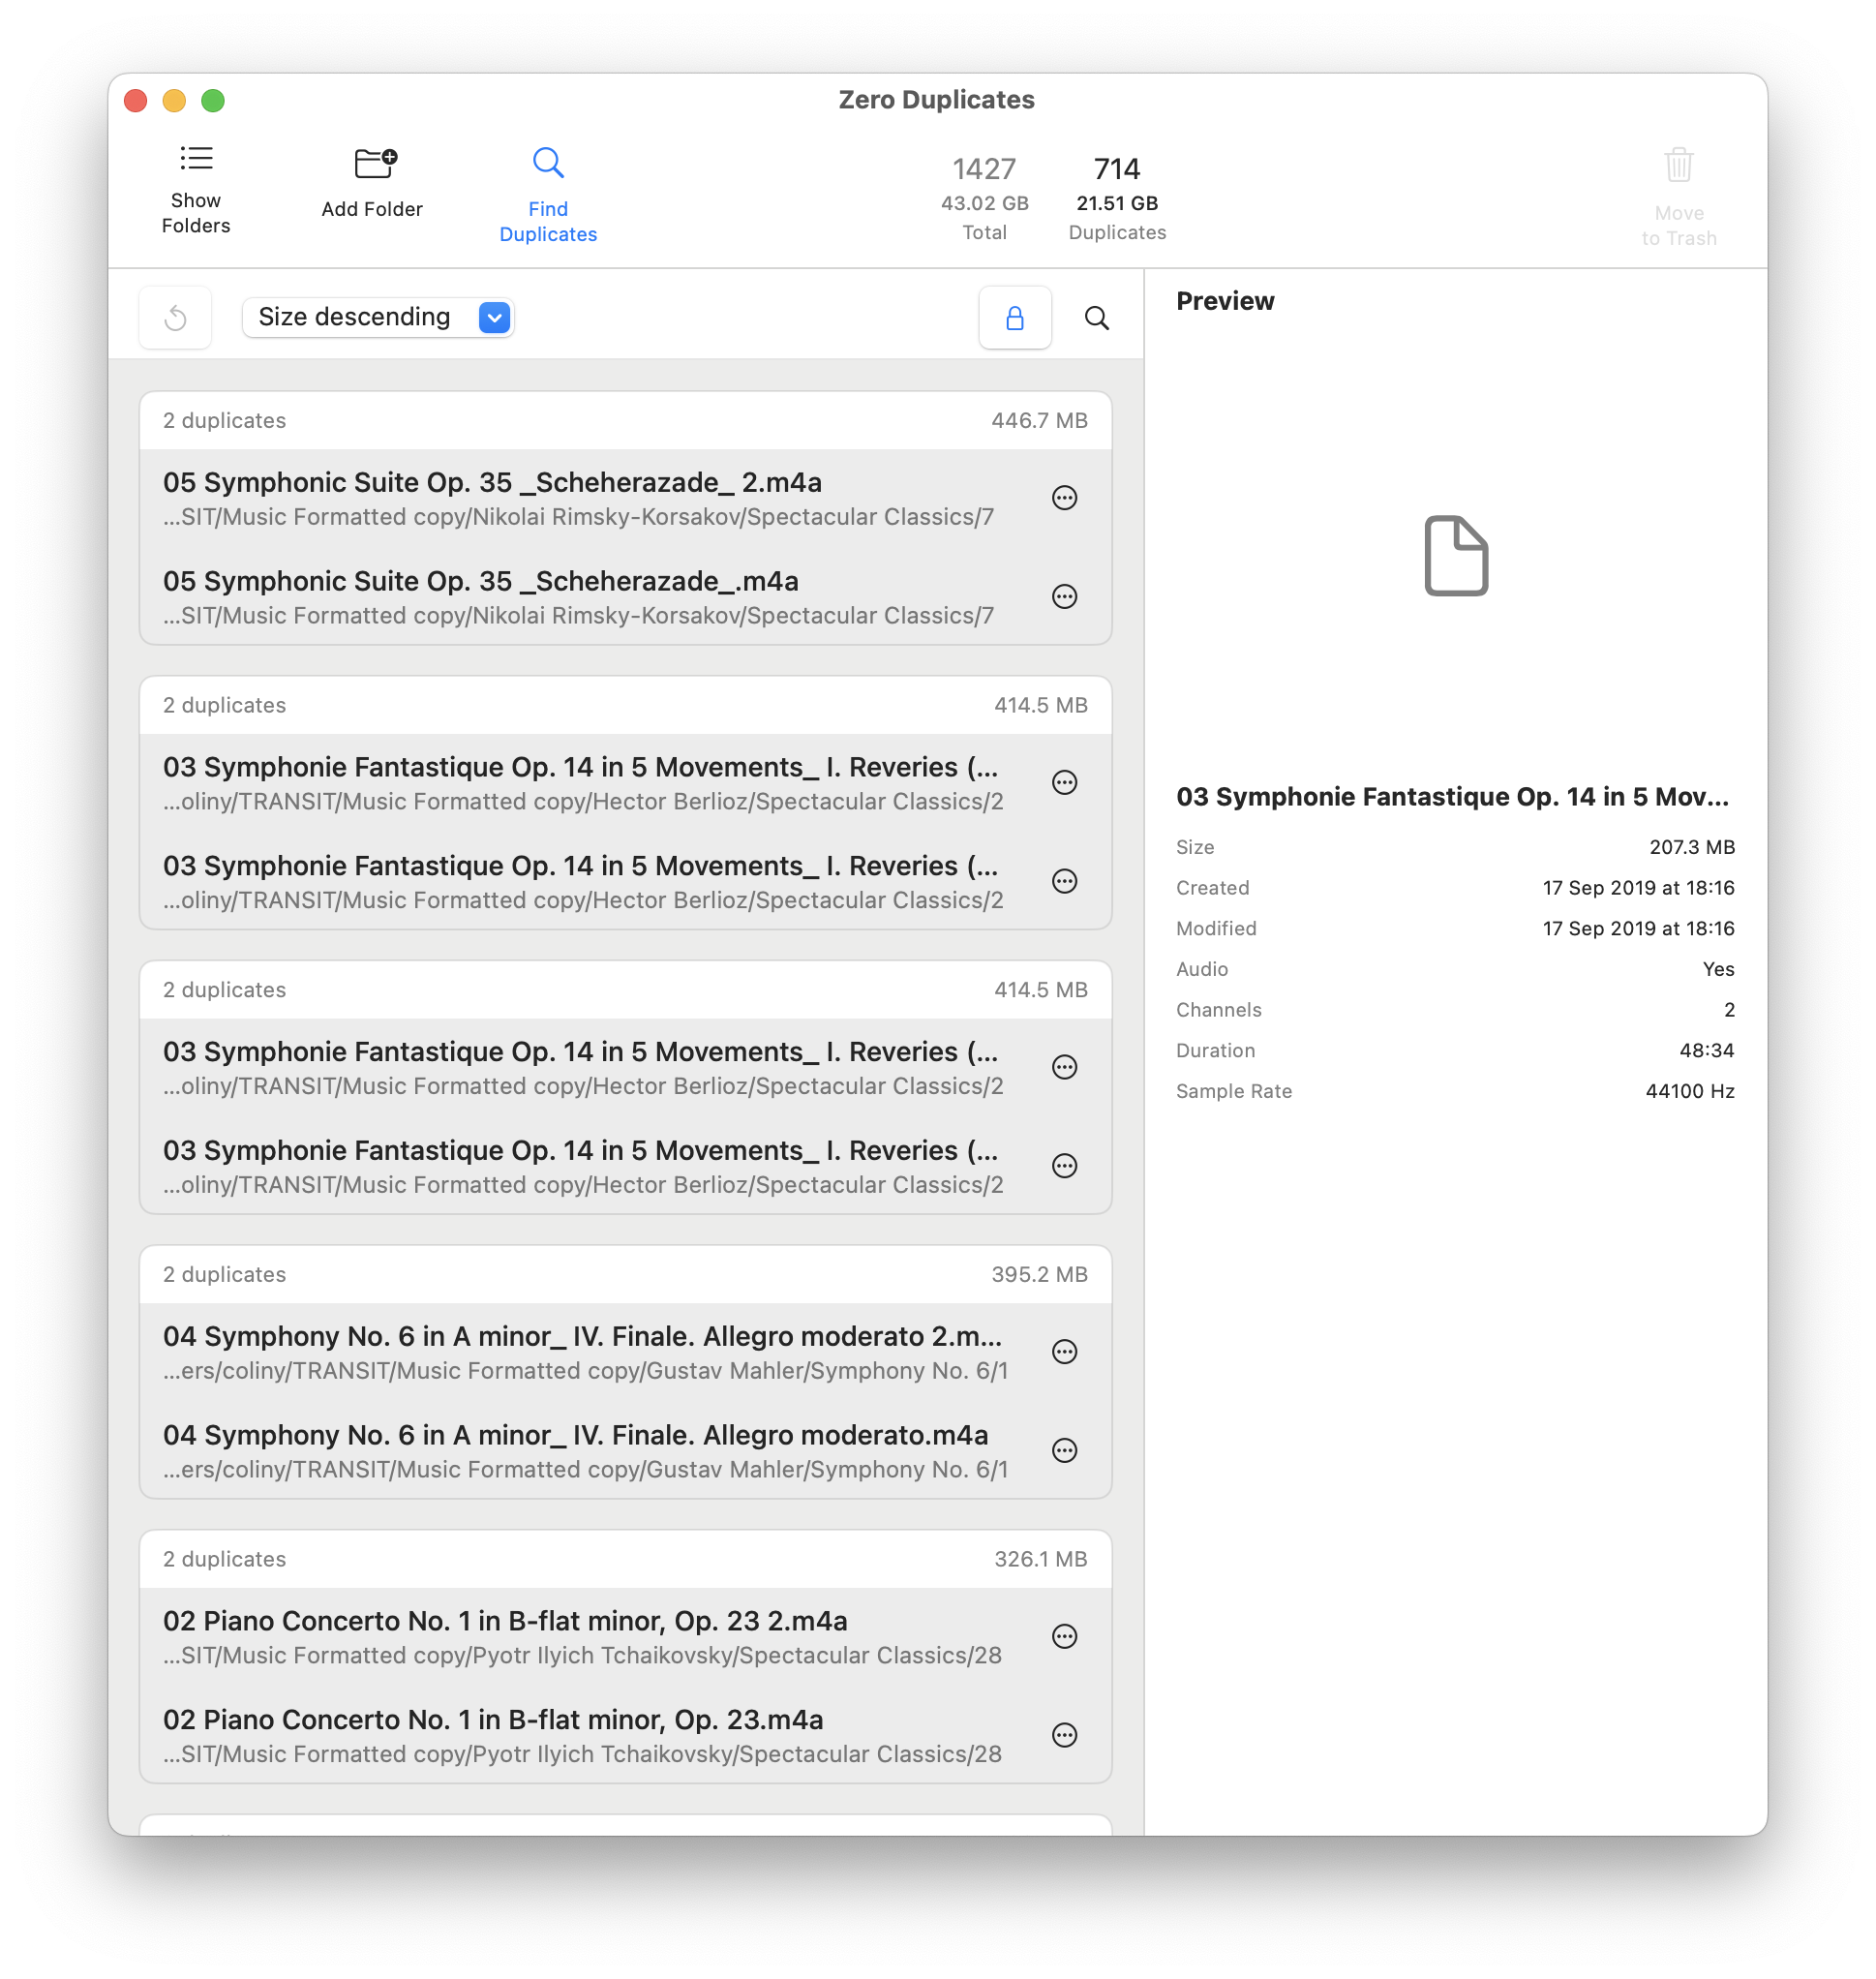 Zero Duplicates
Show
Folders
Add Folder
Find
Duplicates
1427
43.02 GB
Total
714
21.51 GB
Duplicates
Move
to Trash
Size descending
2 duplicates
446.7 MB
05 Symphonic Suite Op. 35 _Scheherazade_ 2.m4a
...SIT/Music Formatted copy/Nikolai Rimsky-Korsakov/Spectacular Classics/7
05 Symphonic Suite Op. 35 _Scheherazade_.m4a
...SIT/Music Formatted copy/Nikolai Rimsky-Korsakov/Spectacular Classics/7
2 duplicates
414.5 MB
03 Symphonie Fantastique Op. 14 in 5 Movements_ I. Reveries (...
...oliny/TRANSIT/Music Formatted copy/Hector Berlioz/Spectacular Classics/2
03 Symphonie Fantastique Op. 14 in 5 Movements_ I. Reveries (...
...oliny/TRANSIT/Music Formatted copy/Hector Berlioz/Spectacular Classics/2
2 duplicates
414.5 MB
03 Symphonie Fantastique Op. 14 in 5 Movements_ I. Reveries (...
...oliny/TRANSIT/Music Formatted copy/Hector Berlioz/Spectacular Classics/2
03 Symphonie Fantastique Op. 14 in 5 Movements_ I. Reveries (...
...oliny/TRANSIT/Music Formatted copy/Hector Berlioz/Spectacular Classics/2
2 duplicates
395.2 MB
04 Symphony No. 6 in A minor_ IV. Finale. Allegro moderato 2.m...
...ers/coliny/TRANSIT/Music Formatted copy/Gustav Mahler/Symphony No. 6/1
04 Symphony No. 6 in A minor_ IV. Finale. Allegro moderato.m4a
...ers/coliny/TRANSIT/Music Formatted copy/Gustav Mahler/Symphony No. 6/1
2 duplicates
326.1 MB
02 Piano Concerto No. 1 in B-flat minor, Op. 23 2.m4a
...SIT/Music Formatted copy/Pyotr Ilyich Tchaikovsky/Spectacular Classics/28
02 Piano Concerto No. 1 in B-flat minor, Op. 23.m4a
...SIT/Music Formatted copy/Pyotr Ilyich Tchaikovsky/Spectacular Classics/28
Preview
03 Symphonie Fantastique Op. 14 in 5 Mov...
Size 207.3 MB
Created 17 Sep 2019 at 18:16
Modified 17 Sep 2019 at 18:16
Audio Yes
Channels 2
Duration 48:34
Sample Rate 44100 Hz